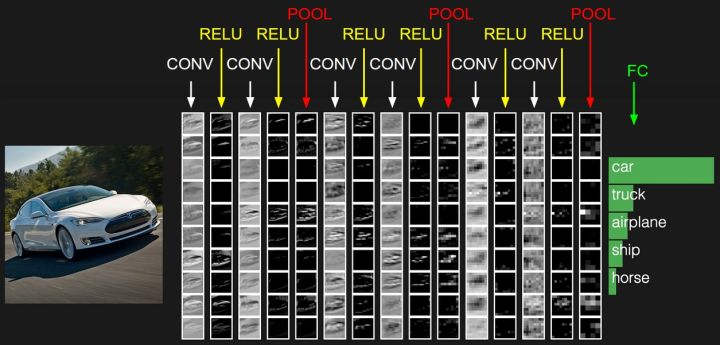 POOL POOL POOL
RELU RELU RELU RELU RELU RELU
CONV CONV CONV CONV CONV CONV
FC
car
truck
airplane
ship
horse